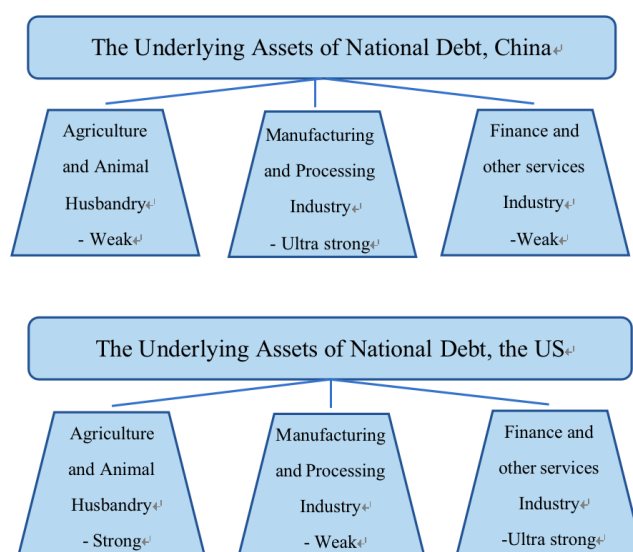 The Underlying Assets of National Debt, China
Agriculture
and Animal
Husbandry
- Weak
Manufacturing
and Processing
Industry
- Ultra strong
Finance and
other services
Industry
-Weak
The Underlying Assets of National Debt, the US
Agriculture
and Animal
Husbandry
- Strong
Manufacturing
and Processing
Industry
- Weak
Finance and
other services
Industry
-Ultra strong